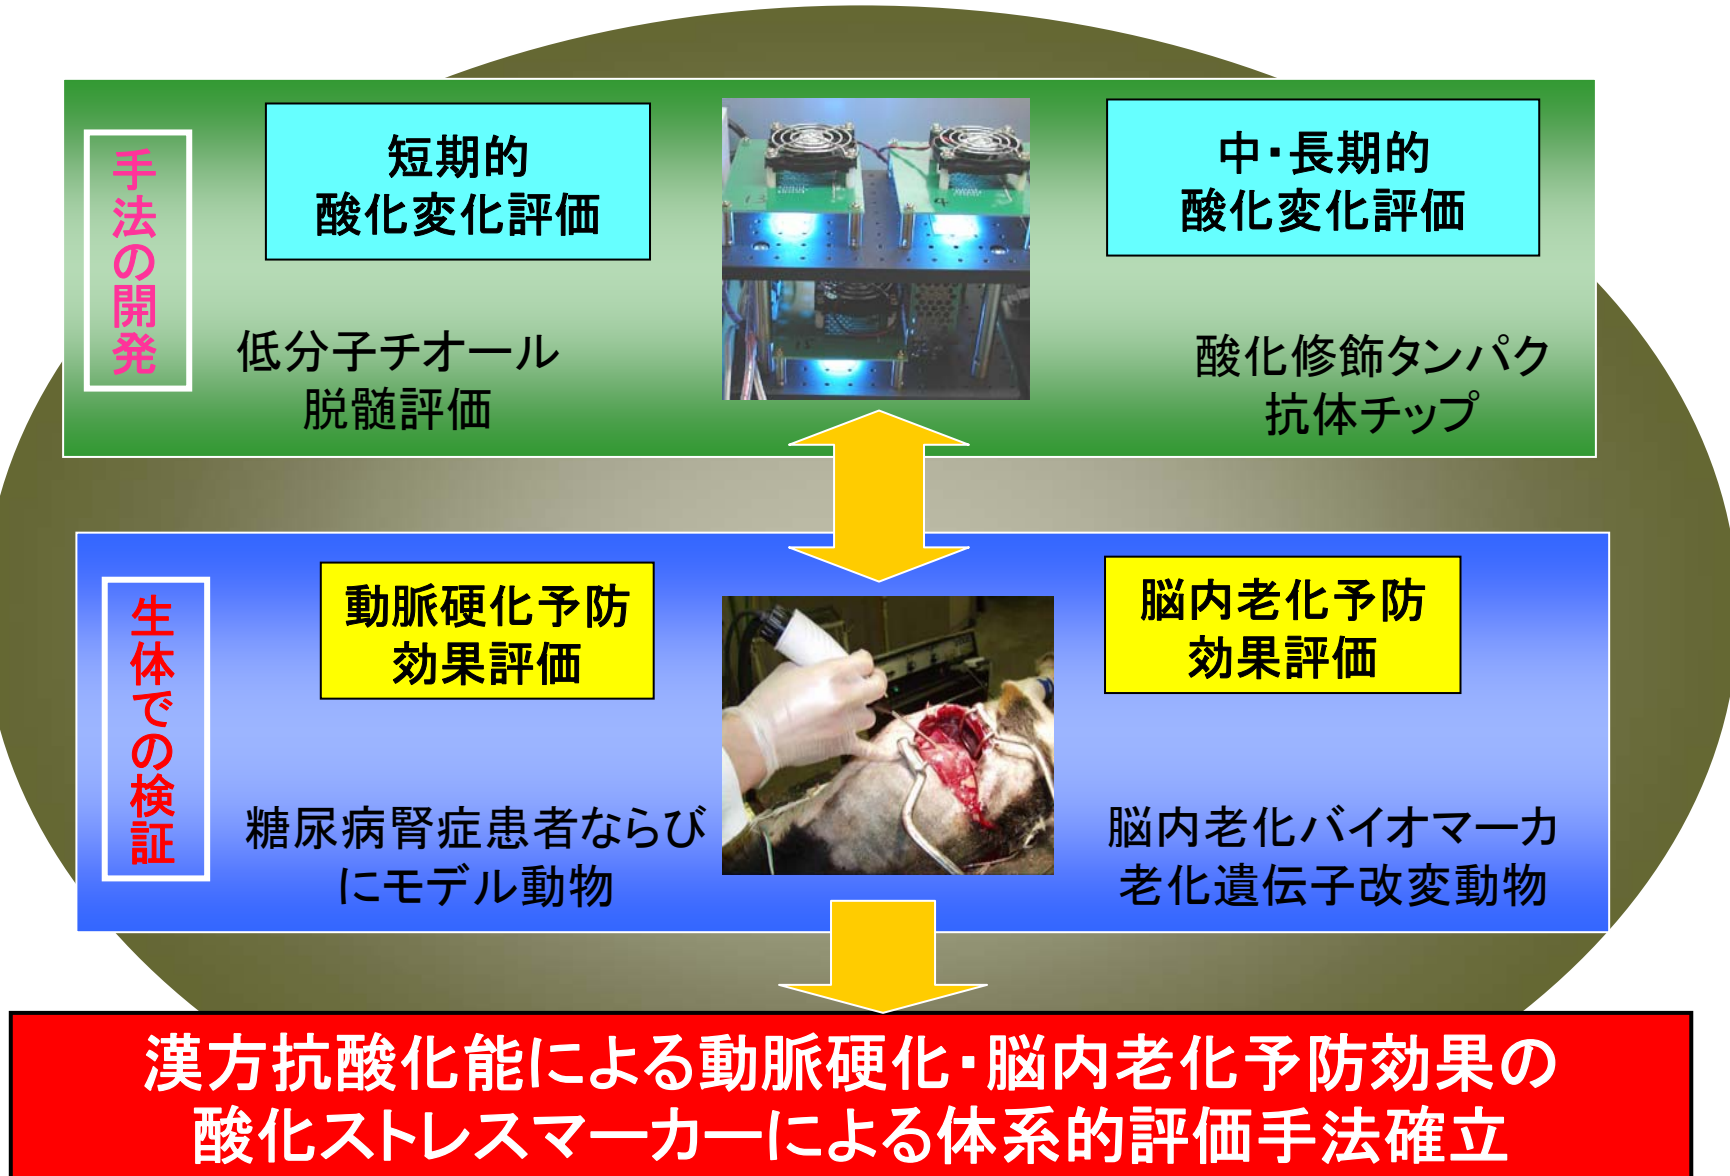 手法の開発
短期的
酸化変化評価
中・長期的
酸化変化評価
低分子チオール
脱髄評価
酸化修飾タンパク
抗体チップ
生体での検証
動脈硬化予防
効果評価
脳内老化予防
効果評価
糖尿病腎症患者ならび
にモデル動物
脳内老化バイオマーカ
老化遺伝子改変動物
漢方抗酸化能による動脈硬化・脳内老化予防効果の
酸化ストレスマーカーによる体系的評価手法確立